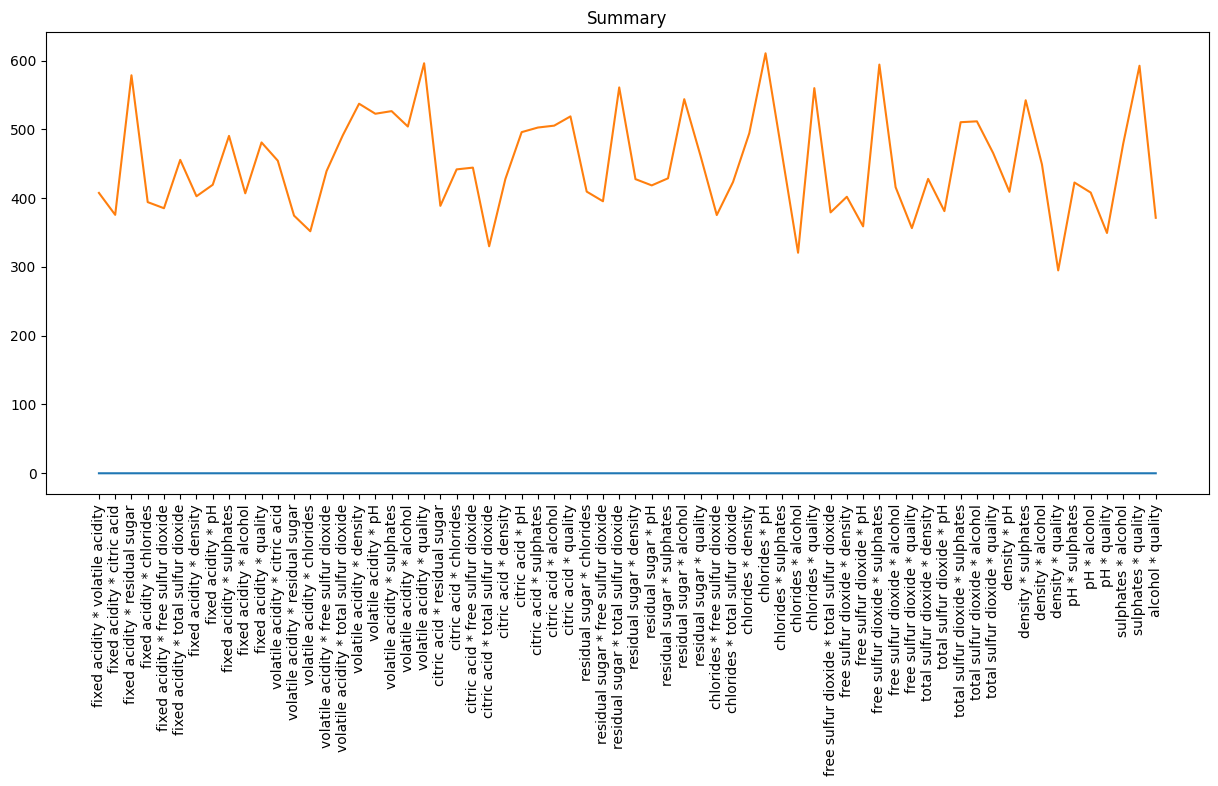 Summary
600
500
400
300
200
100
0
fixed acidity * volatile acidity
fixed acidity * citric acid
fixed acidity * residual sugar
fixed acidity * chlorides
fixed acidity * free sulfur dioxide
fixed acidity * total sulfur dioxide
fixed acidity * density
fixed acidity * pH
fixed acidity * sulphates
fixed acidity * alcohol
fixed acidity * quality
volatile acidity * citric acid
volatile acidity * residual sugar
volatile acidity * chlorides
volatile acidity * free sulfur dioxide
volatile acidity * total sulfur dioxide
volatile acidity * density
volatile acidity * pH
volatile acidity * sulphates
volatile acidity * alcohol
volatile acidity * quality
citric acid * residual sugar
citric acid * chlorides
citric acid * free sulfur dioxide
citric acid * total sulfur dioxide
citric acid * density
citric acid * pH
citric acid * sulphates
citric acid * alcohol
citric acid * quality
residual sugar * chlorides
residual sugar * free sulfur dioxide
residual sugar * total sulfur dioxide
residual sugar * density
residual sugar * pH
residual sugar * sulphates
residual sugar * alcohol
residual sugar * quality
chlorides * free sulfur dioxide
chlorides * total sulfur dioxide
chlorides * density
chlorides * pH
chlorides * sulphates
chlorides * alcohol
chlorides * quality
free sulfur dioxide * total sulfur dioxide
free sulfur dioxide * density
free sulfur dioxide * pH
free sulfur dioxide * sulphates
free sulfur dioxide * alcohol
free sulfur dioxide * quality
total sulfur dioxide * density
total sulfur dioxide * pH
total sulfur dioxide * sulphates
total sulfur dioxide * alcohol
total sulfur dioxide * quality
density * pH
density * sulphates
density * alcohol
density * quality
pH * sulphates
pH * alcohol
pH * quality
sulphates * alcohol
sulphates * quality
alcohol * quality